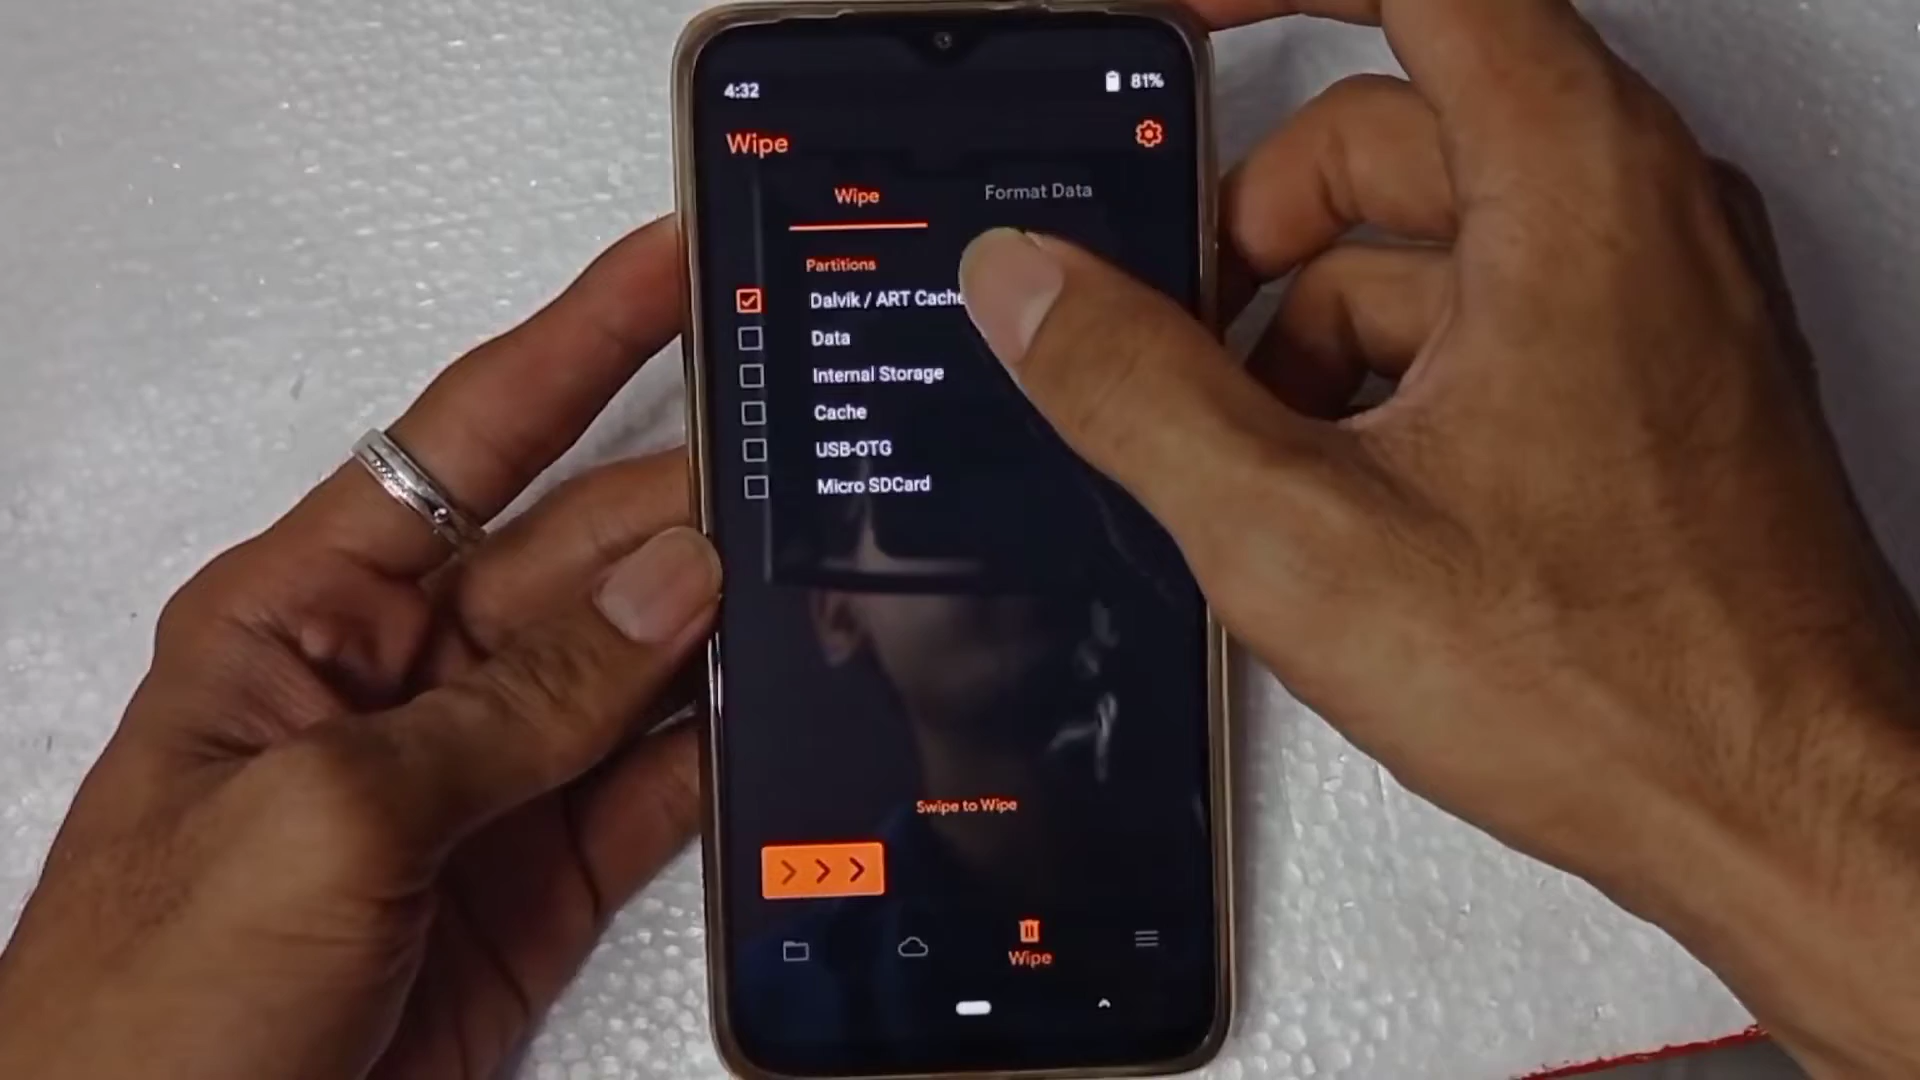 4:32
81%
Wipe
Wipe
Format Data
Partitions
Dalvik / ART Cache
Data
Internal Storage
Cache
USB-OTG
Micro SDCard
Swipe to Wipe
Wipe